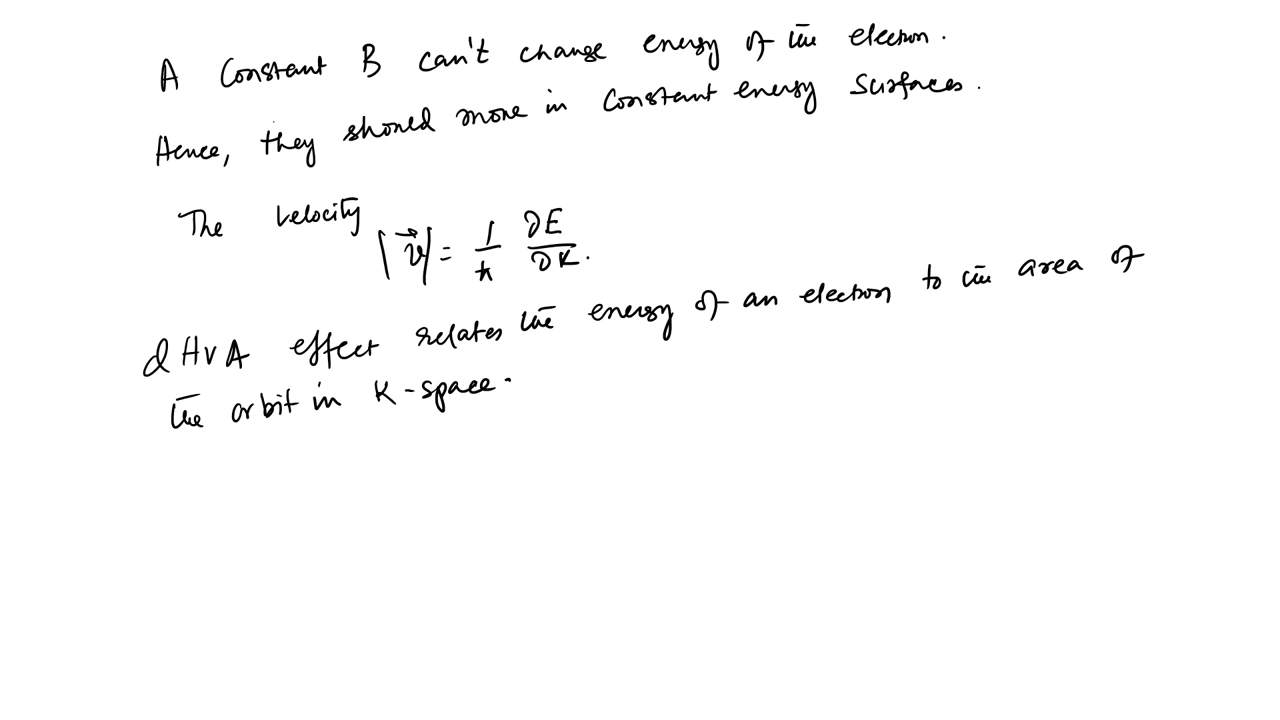 A Constant B can't change energy of the electron.
Hence, they should move in constant energy surfaces.
The velocity
|v⃗| = 1/ħ ∂E/∂K.
dHvA effect relates the energy of an electron to the area of
the orbit in K-space.